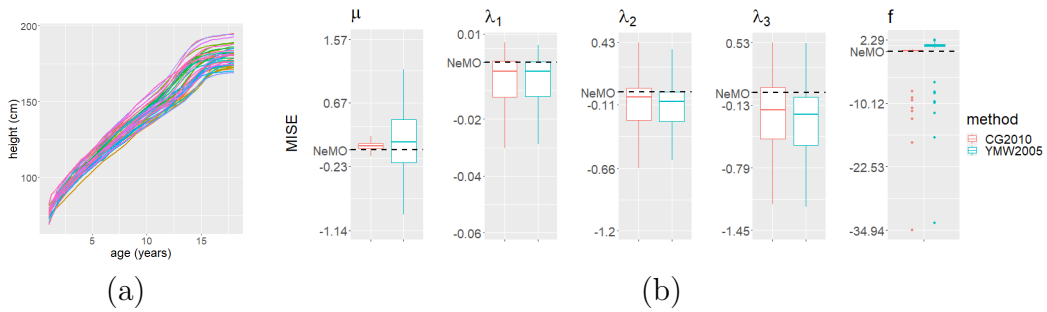 200
150
100
height (cm)
5
10
15
age (years)
(a)
MISE
μ
1.57
0.67
NeMO
-0.23
-1.14
λ1
0.01
NeMO
-0.02
-0.04
-0.06
λ2
0.43
NeMO
-0.11
-0.66
-1.2
λ3
0.53
NeMO
-0.13
-0.79
-1.45
f
2.29
NeMO
-10.12
-22.53
-34.94
method
CG2010
YMW2005
(b)